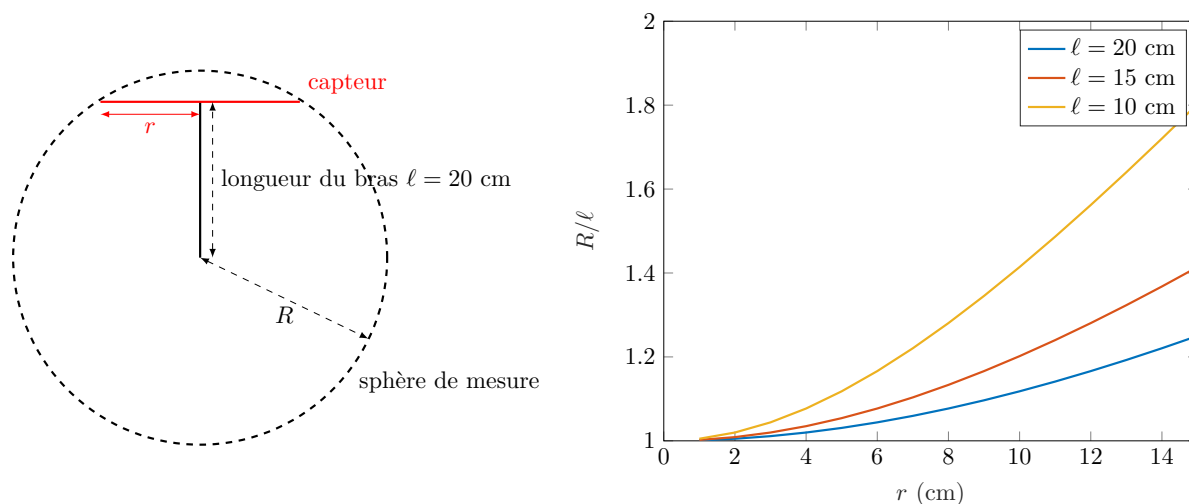 capteur
r
longueur du bras ℓ = 20 cm
R
sphère de mesure
2
1.8
1.6
1.4
1.2
1
R/ℓ
0
2
4
6
8
10
12
14
r (cm)
ℓ = 20 cm
ℓ = 15 cm
ℓ = 10 cm